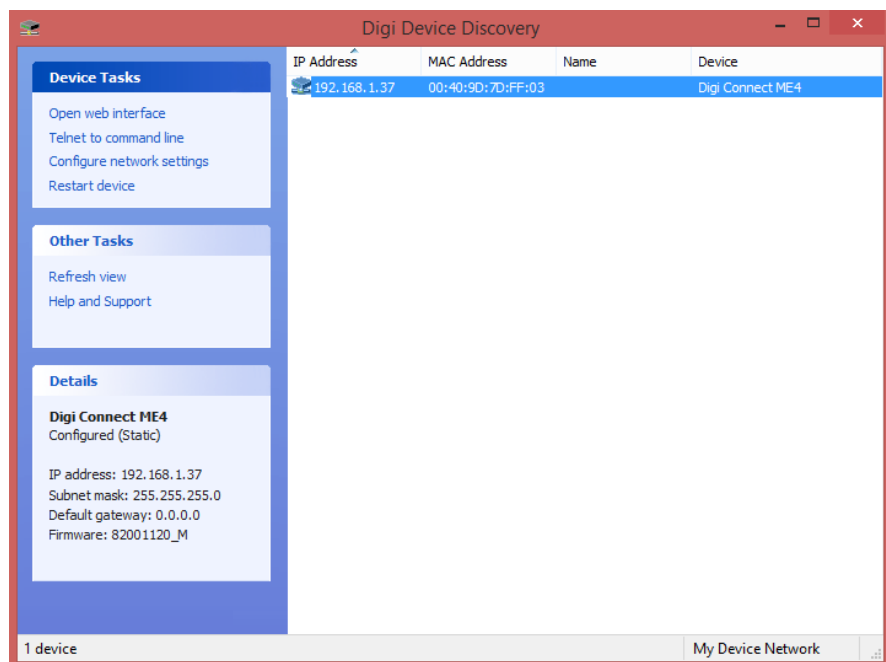 Digi Device Discovery
Device Tasks
Open web interface
Telnet to command line
Configure network settings
Restart device
Other Tasks
Refresh view
Help and Support
Details
Digi Connect ME4
Configured (Static)
IP address: 192.168.1.37
Subnet mask: 255.255.255.0
Default gateway: 0.0.0.0
Firmware: 82001120_M
IP Address MAC Address Name Device
192.168.1.37 00:40:9D:7D:FF:03 Digi Connect ME4
1 device My Device Network